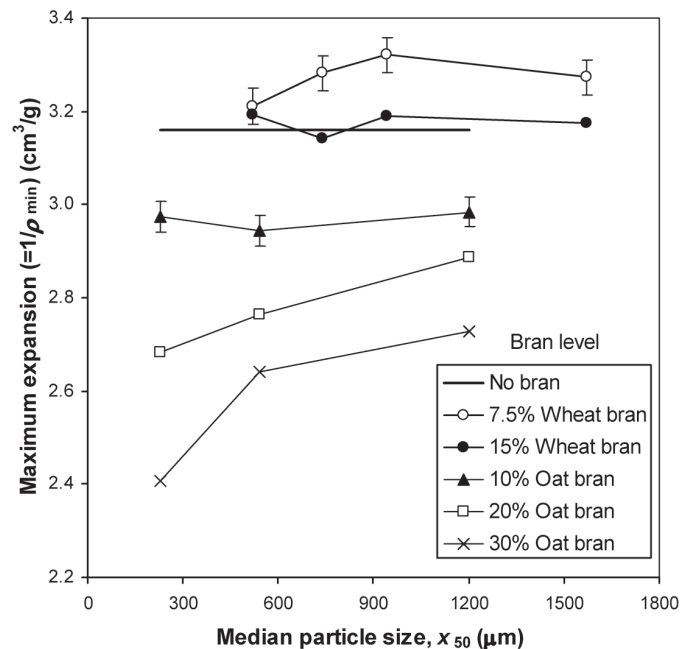 3.4
3.2
3.0
2.8
2.6
2.4
2.2
Maximum expansion (=1/ρ min) (cm³/g)
Bran level
No bran
7.5% Wheat bran
15% Wheat bran
10% Oat bran
20% Oat bran
30% Oat bran
0 300 600 900 1200 1500 1800
Median particle size, x 50 (μm)